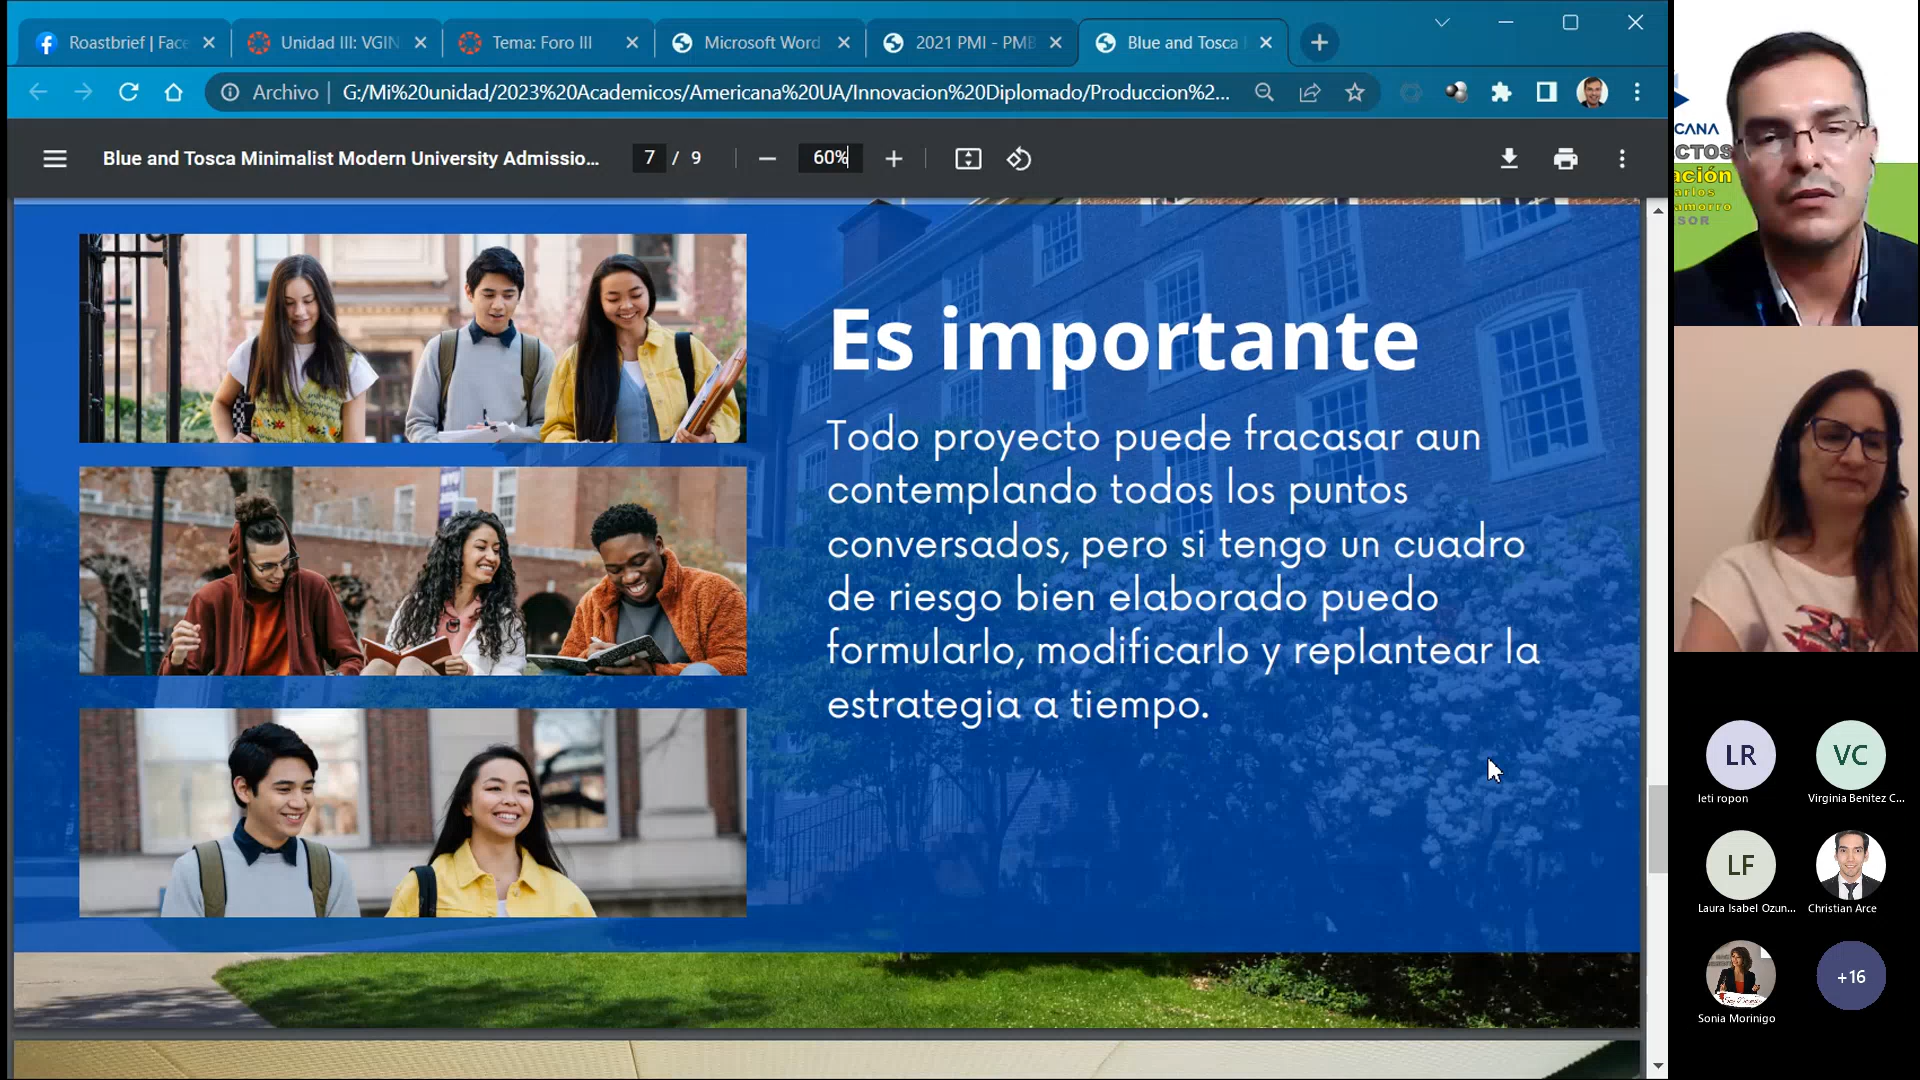 Roastbrief | Face
Unidad III: VGIN
Tema: Foro III
Microsoft Word
2021 PMI - PMB
Blue and Tosca
Archivo
G:/Mi%20unidad/2023%20Academicos/Americana%20UA/Innovacion%20Diplomado/Produccion%2...
Blue and Tosca Minimalist Modern University Admissio...
7 / 9
60%
Es importante
Todo proyecto puede fracasar aun
contemplando todos los puntos
conversados, pero si tengo un cuadro
de riesgo bien elaborado puedo
formularlo, modificarlo y replantear la
estrategia a tiempo.
CANA
CTOS
ación
arlos
amorro
SOR
LR
leti ropon
VC
Virginia Benitez C...
LF
Laura Isabel Ozun...
Christian Arce
Sonia Morinigo
+16